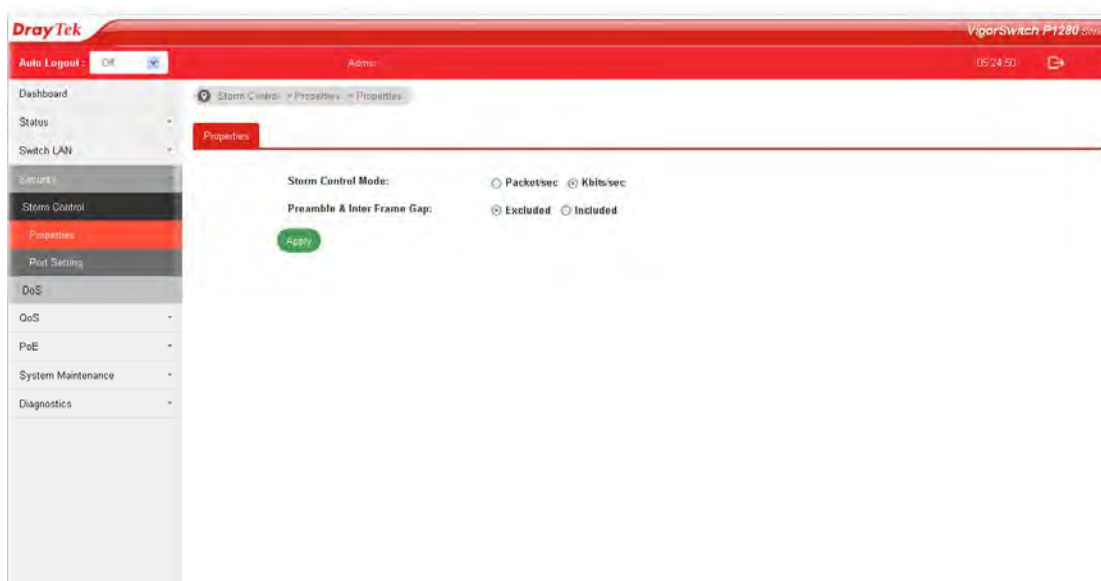 DrayTek
VigorSwitch P1280
Auto Logout : Off
Admin
05:24:50
Dashboard
Status
Switch LAN
Security
Storm Control
Properties
Port Setting
DoS
QoS
PoE
System Maintenance
Diagnostics
Storm Control > Properties > Properties
Properties
Storm Control Mode: Packet/sec Kbits/sec
Preamble & Inter Frame Gap: Excluded Included
Apply